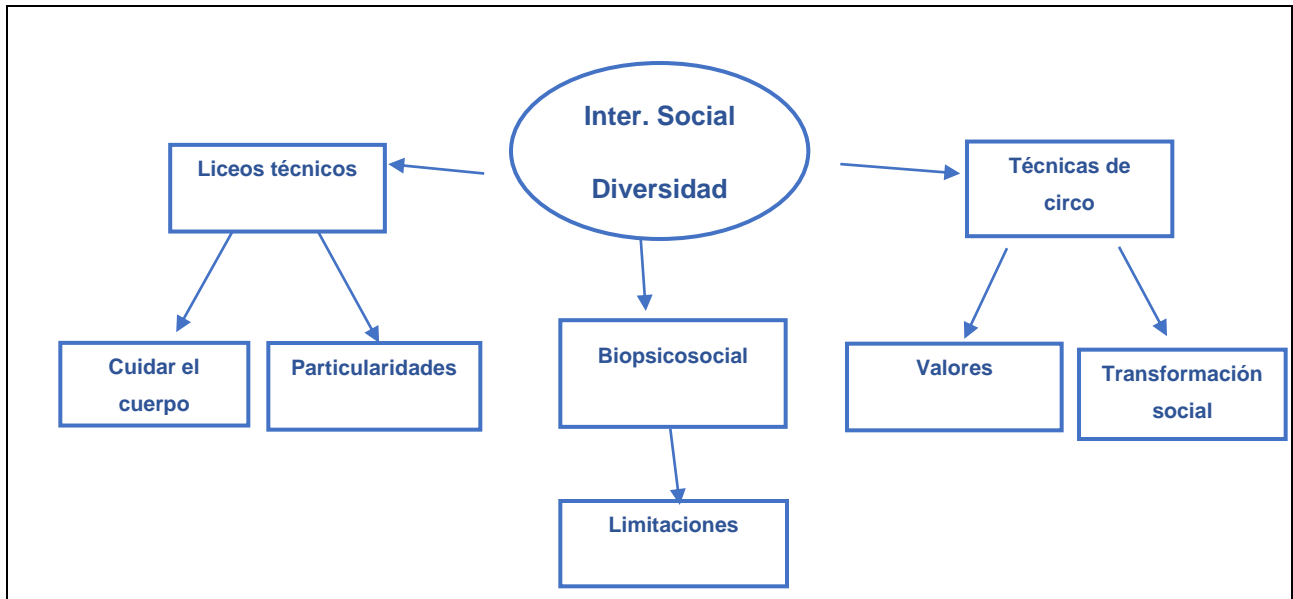 Inter. Social
Diversidad
Liceos técnicos
Técnicas de
circo
Cuidar el
cuerpo
Particularidades
Biopsicosocial
Valores
Transformación
social
Limitaciones